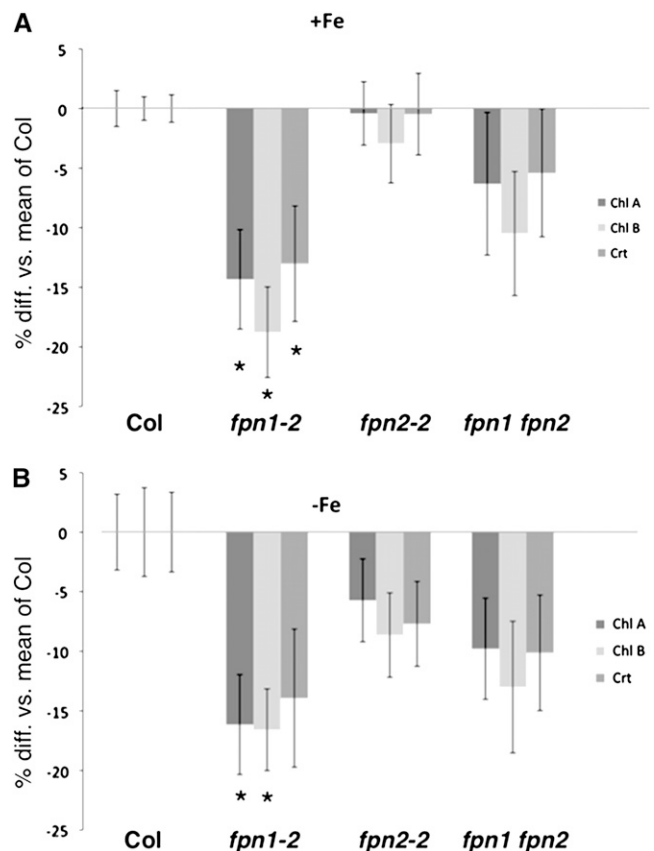 A
+Fe
5
0
-5
-10
-15
-20
-25
% diff. vs. mean of Col
Chl A
Chl B
Crt
* * *
Col fpn1-2 fpn2-2 fpn1 fpn2
B
-Fe
5
0
-5
-10
-15
-20
-25
% diff. vs. mean of Col
Chl A
Chl B
Crt
* *
Col fpn1-2 fpn2-2 fpn1 fpn2